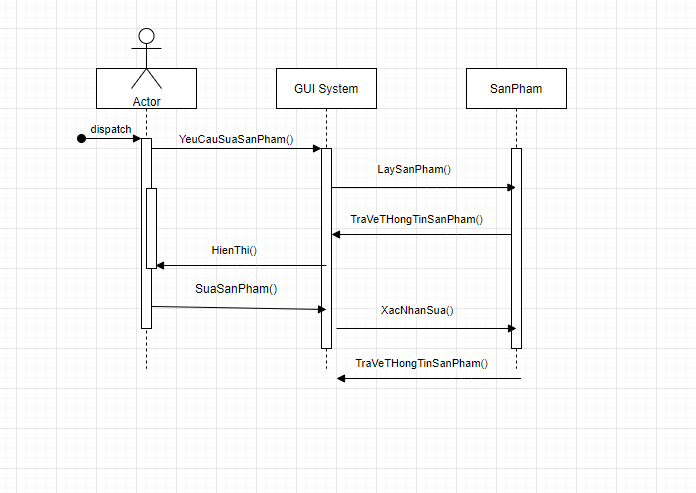 Actor
GUI System
SanPham
dispatch
YeuCauSuaSanPham()
LaySanPham()
TraVeTHongTinSanPham()
HienThi()
SuaSanPham()
XacNhanSua()
TraVeTHongTinSanPham()